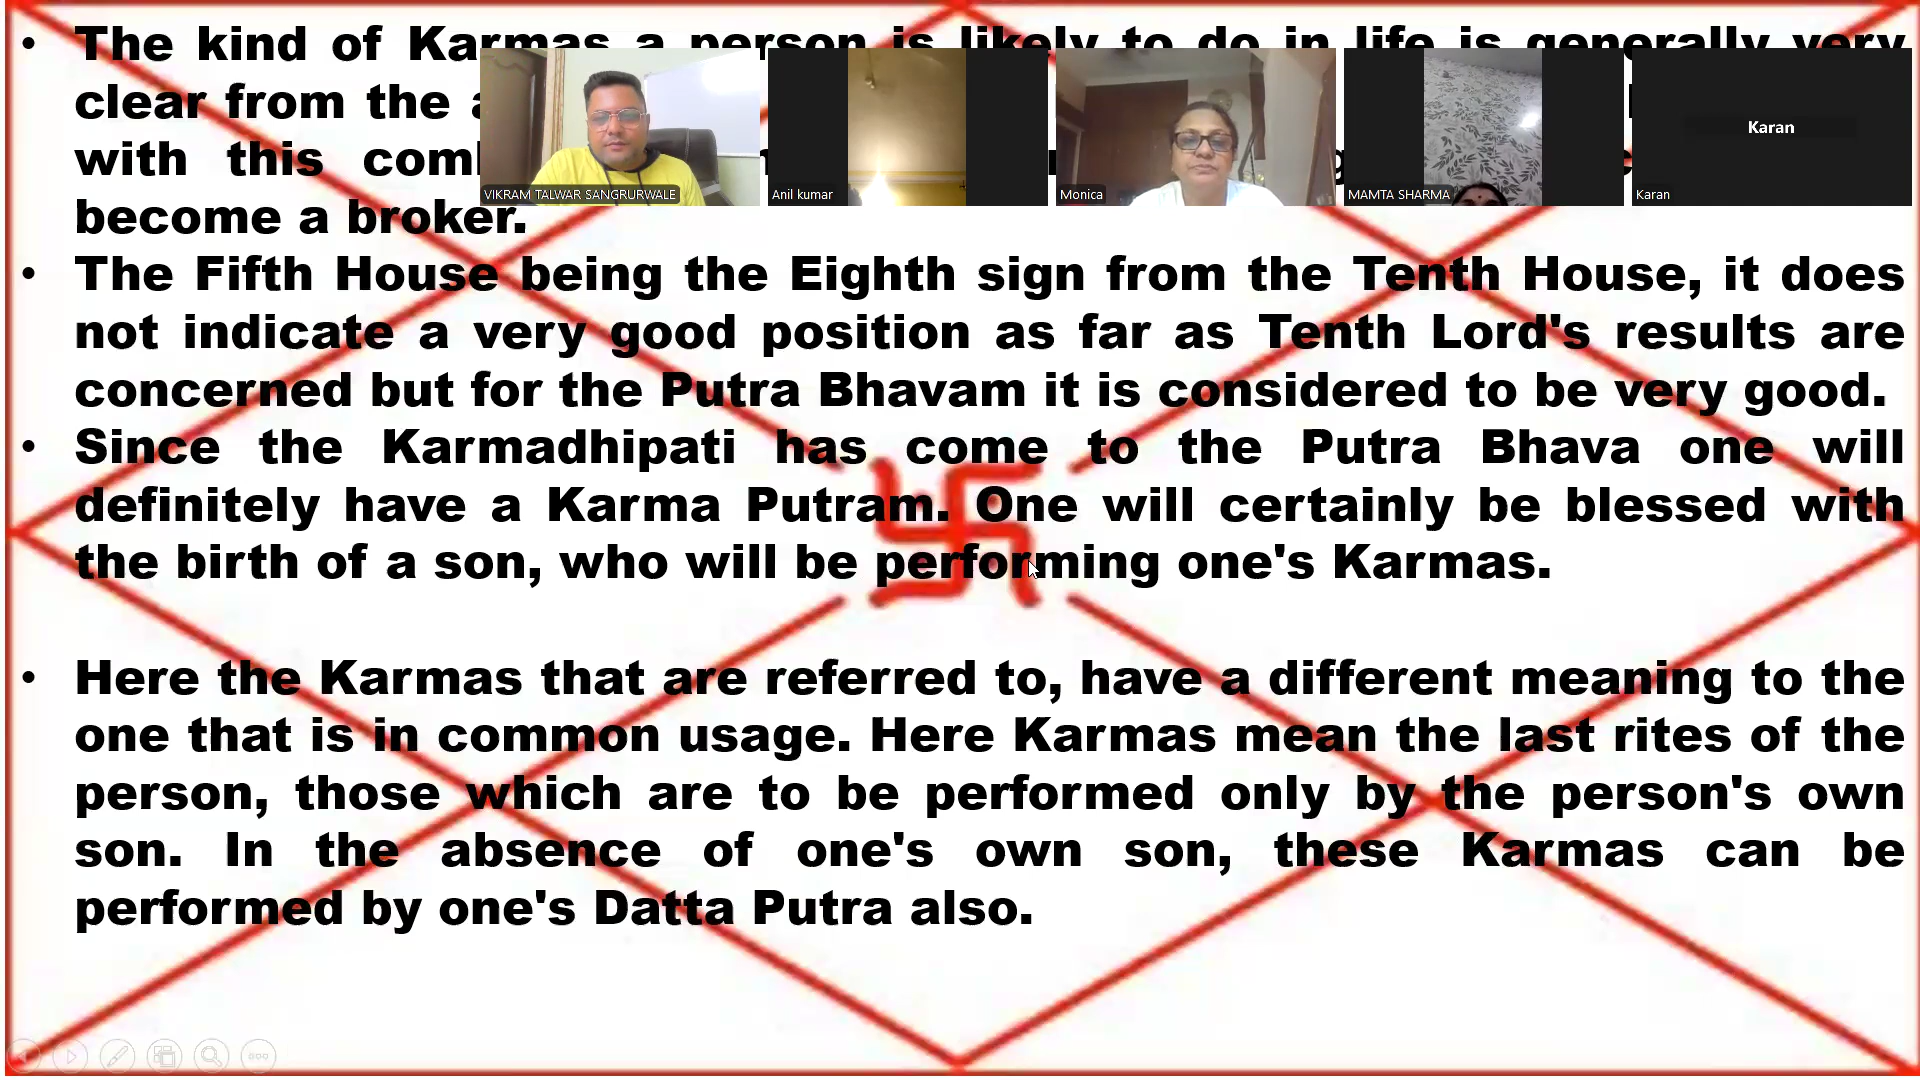 • The kind of Karmas a person is likely to do in life is generally very
clear from the
with this
become a broker.
VIKRAM TALWAR SANGRURWALE
Anil kumar
Monica
MAMTA SHARMA
Karan
Karan
• The Fifth House being the Eighth sign from the Tenth House, it does
not indicate a very good position as far as Tenth Lord's results are
concerned but for the Putra Bhavam it is considered to be very good.
• Since the Karmadhipati has come to the Putra Bhava one will
definitely have a Karma Putram. One will certainly be blessed with
the birth of a son, who will be performing one's Karmas.
• Here the Karmas that are referred to, have a different meaning to the
one that is in common usage. Here Karmas mean the last rites of the
person, those which are to be performed only by the person's own
son. In the absence of one's own son, these Karmas can be
performed by one's Datta Putra also.